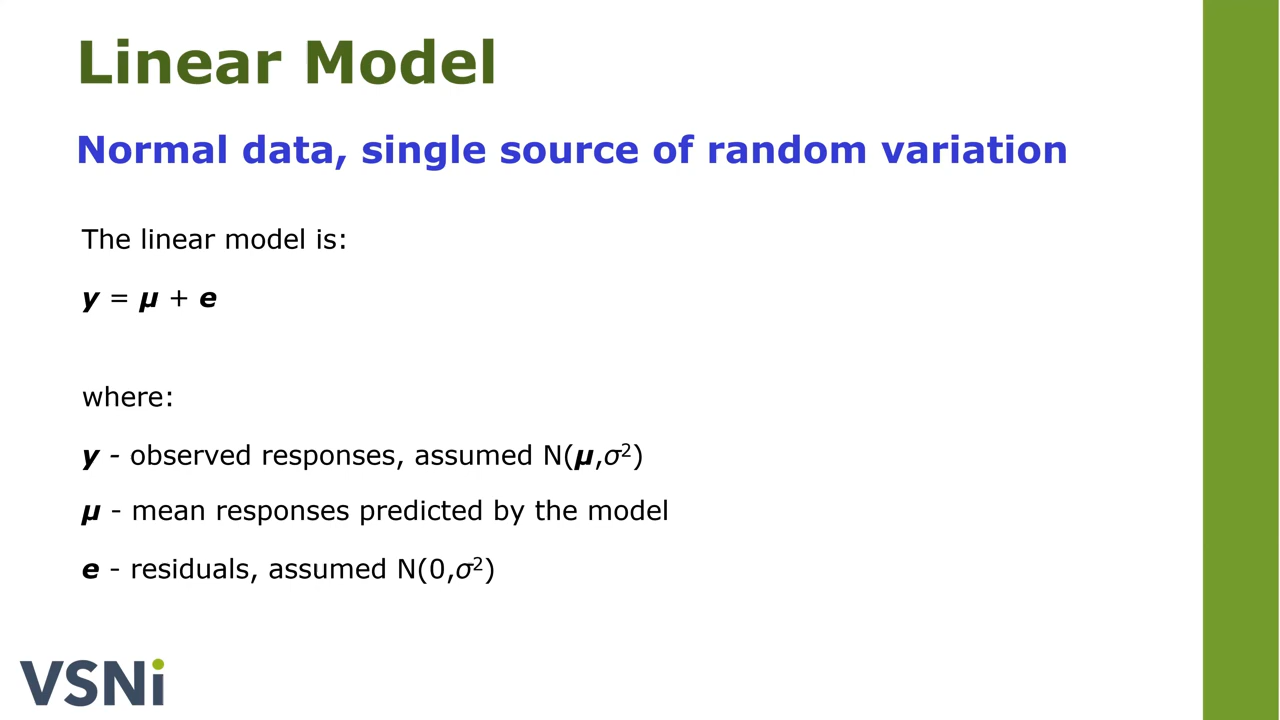 Linear Model
Normal data, single source of random variation
The linear model is:
y = μ + e
where:
y - observed responses, assumed N(μ,σ²)
μ - mean responses predicted by the model
e - residuals, assumed N(0,σ²)
VSNi